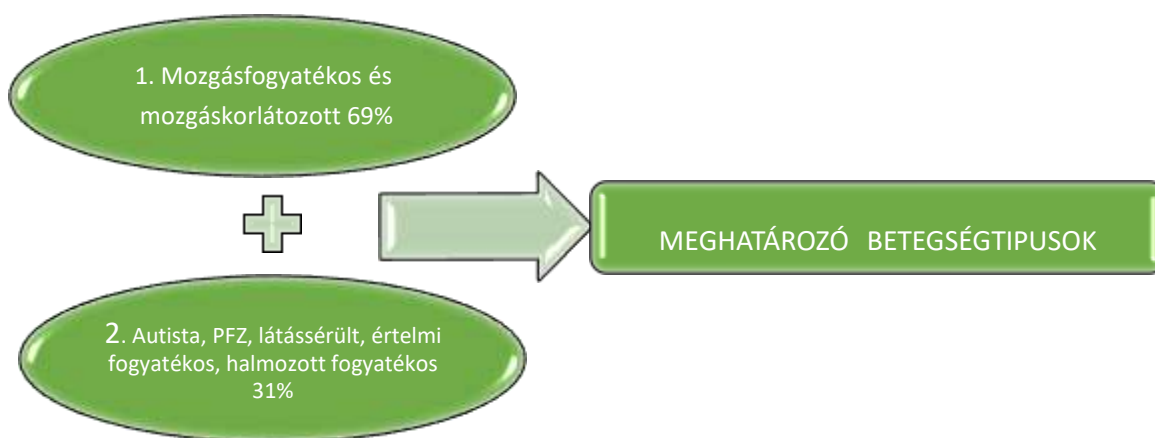 1. Mozgásfogyatékos és
mozgáskorlátozott 69%
2. Autista, PFZ, látássérült, értelmi
fogyatékos, halmozott fogyatékos
31%
MEGHATÁROZÓ BETEGSÉGTIPUSOK